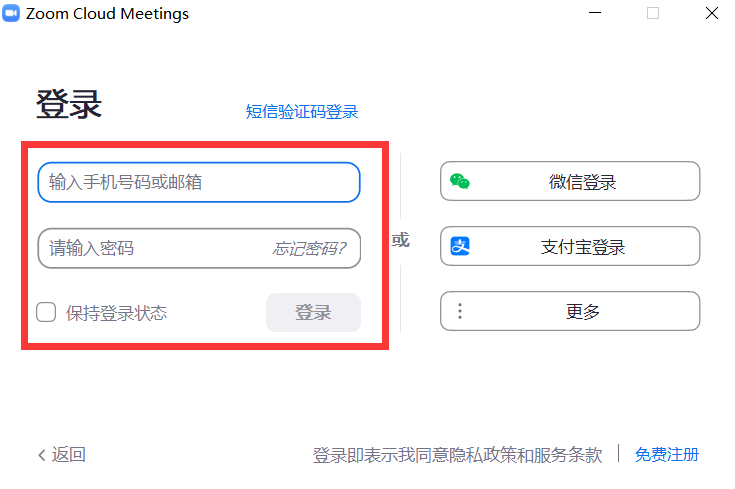 Zoom Cloud Meetings
登录
短信验证码登录
输入手机号码或邮箱
请输入密码
忘记密码?
保持登录状态
登录
或
微信登录
支付宝登录
更多
返回
登录即表示我同意隐私政策和服务条款
免费注册